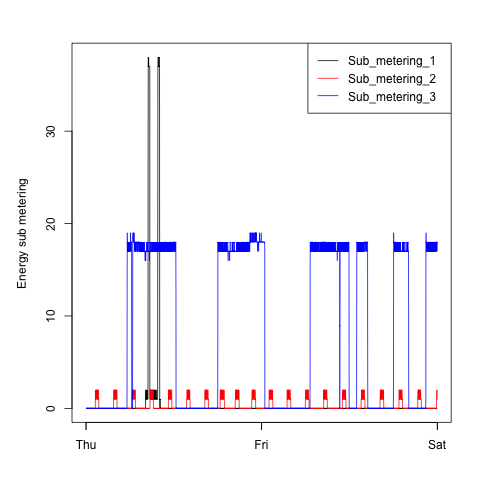 Sub_metering_1
Sub_metering_2
Sub_metering_3
Energy sub metering
30
20
10
0
Thu Fri Sat